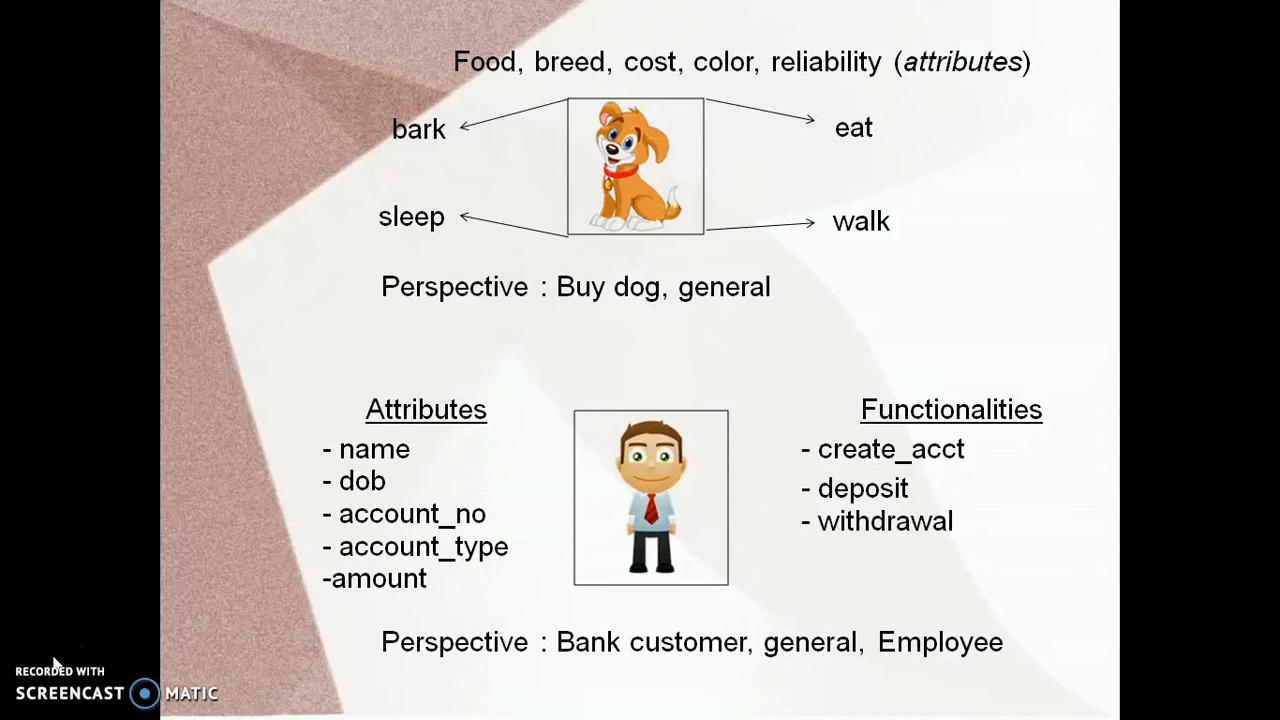 Food, breed, cost, color, reliability (attributes)
bark
eat
sleep
walk
Perspective : Buy dog, general
Attributes
- name
- dob
- account_no
- account_type
-amount
Functionalities
- create_acct
- deposit
- withdrawal
Perspective : Bank customer, general, Employee
RECORDED WITH
SCREENCAST MATIC